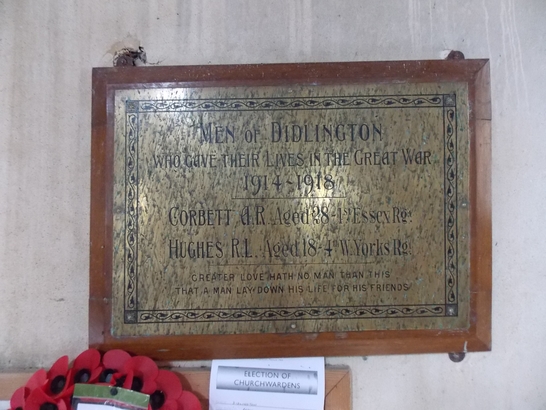 MEN OF DIDLINGTON
WHO GAVE THEIR LIVES IN THE GREAT WAR
1914-1918
CORBETT A.R. Aged 28-1st Essex Rgt
HUGHES R.L. Aged 18-4th W.Yorks Rgt
GREATER LOVE HATH NO MAN THAN THIS
THAT A MAN LAY DOWN HIS LIFE FOR HIS FRIENDS
ELECTION OF
CHURCHWARDENS